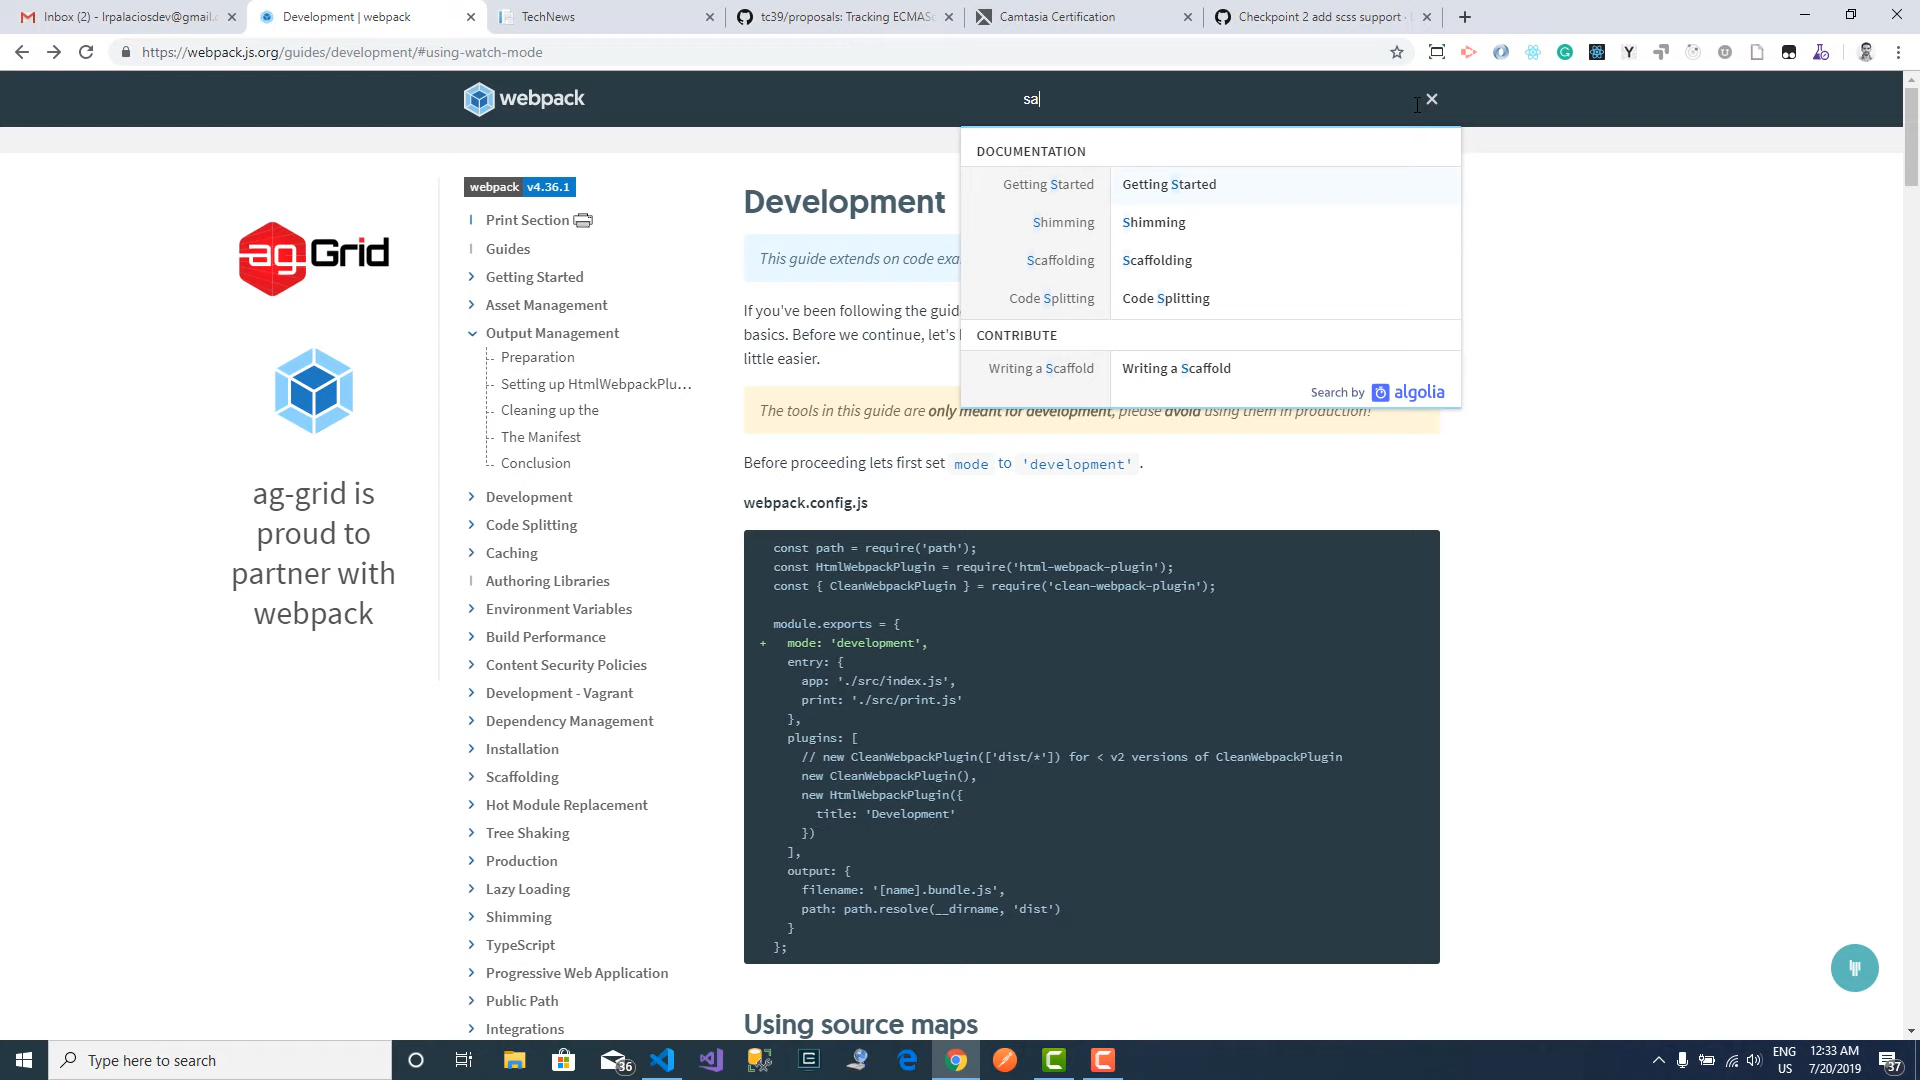 Inbox (2) - lrpalaciosdev@gmail.c
Development | webpack
TechNews
tc39/proposals: Tracking ECMASc
Camtasia Certification
Checkpoint 2 add scss support ·
https://webpack.js.org/guides/development/#using-watch-mode
webpack
sa
DOCUMENTATION
Getting Started Getting Started
Shimming Shimming
Scaffolding Scaffolding
Code Splitting Code Splitting
CONTRIBUTE
Writing a Scaffold Writing a Scaffold
Search by algolia
ag Grid
ag-grid is
proud to
partner with
webpack
webpack v4.36.1
Print Section
Guides
Getting Started
Asset Management
Output Management
Preparation
Setting up HtmlWebpackPlu…
Cleaning up the
The Manifest
Conclusion
Development
Code Splitting
Caching
Authoring Libraries
Environment Variables
Build Performance
Content Security Policies
Development - Vagrant
Dependency Management
Installation
Scaffolding
Hot Module Replacement
Tree Shaking
Production
Lazy Loading
Shimming
TypeScript
Progressive Web Application
Public Path
Integrations
Development
This guide extends on code exa
If you've been following the guid
basics. Before we continue, let's
little easier.
The tools in this guide are only meant for development, please avoid using them in production!
Before proceeding lets first set mode to 'development'.
webpack.config.js
const path = require('path');
const HtmlWebpackPlugin = require('html-webpack-plugin');
const { CleanWebpackPlugin } = require('clean-webpack-plugin');
module.exports = {
+ mode: 'development',
entry: {
app: './src/index.js',
print: './src/print.js'
},
plugins: [
// new CleanWebpackPlugin(['dist/*']) for < v2 versions of CleanWebpackPlugin
new CleanWebpackPlugin(),
new HtmlWebpackPlugin({
title: 'Development'
})
],
output: {
filename: '[name].bundle.js',
path: path.resolve(__dirname, 'dist')
}
};
Using source maps
Type here to search
36
ENG
US
12:33 AM
7/20/2019
37